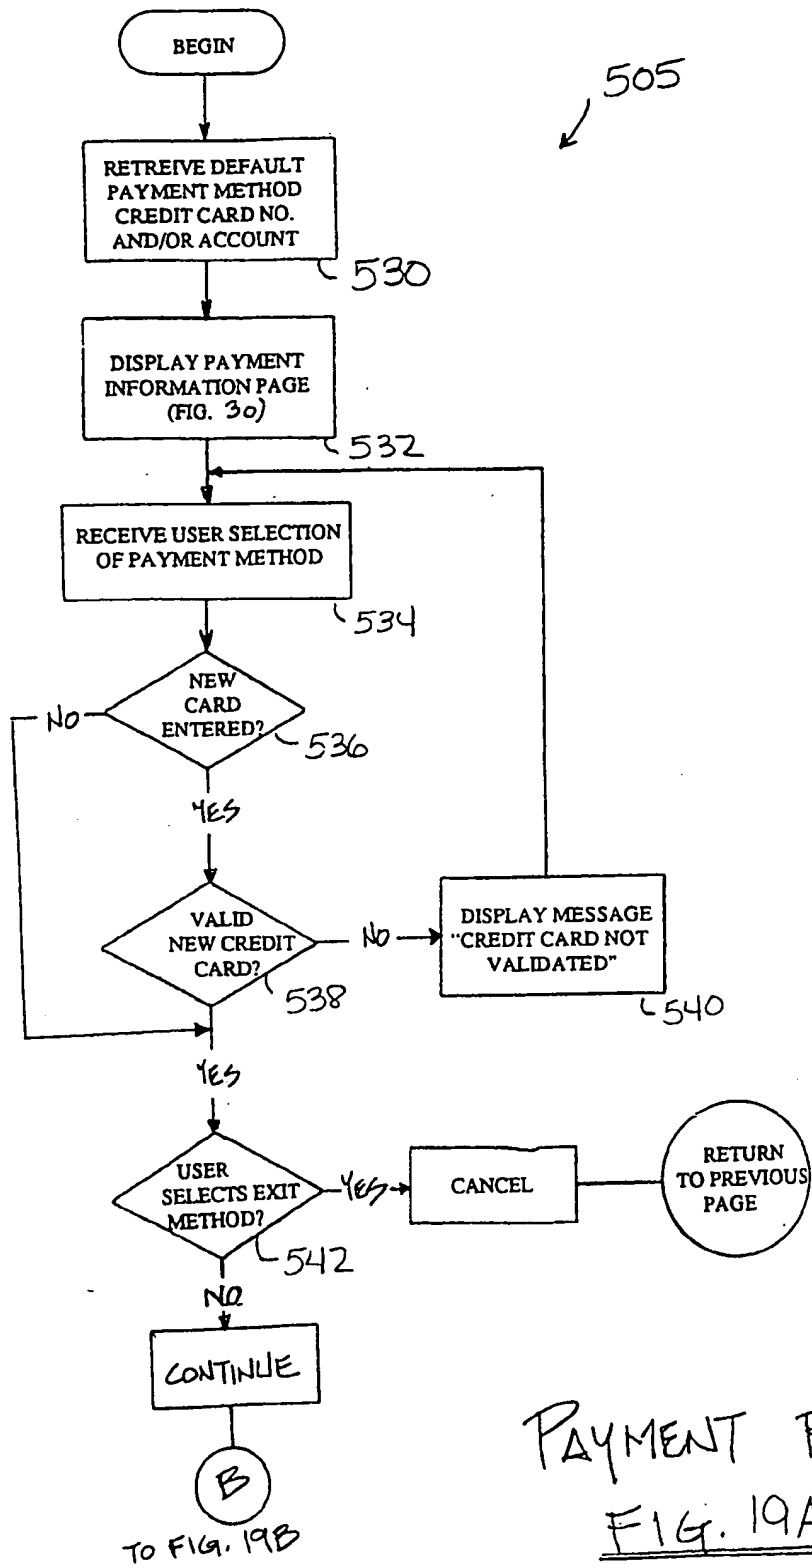 BEGIN
505
RETREIVE DEFAULT
PAYMENT METHOD
CREDIT CARD NO.
AND/OR ACCOUNT
530
DISPLAY PAYMENT
INFORMATION PAGE
(FIG. 30)
532
RECEIVE USER SELECTION
OF PAYMENT METHOD
534
NEW
CARD
ENTERED?
NO
536
YES
VALID
NEW CREDIT
CARD?
NO
538
DISPLAY MESSAGE
"CREDIT CARD NOT
VALIDATED"
540
YES
USER
SELECTS EXIT
METHOD?
YES
542
CANCEL
RETURN
TO PREVIOUS
PAGE
NO
CONTINUE
B
TO FIG. 19B
PAYMENT
FIG. 19A